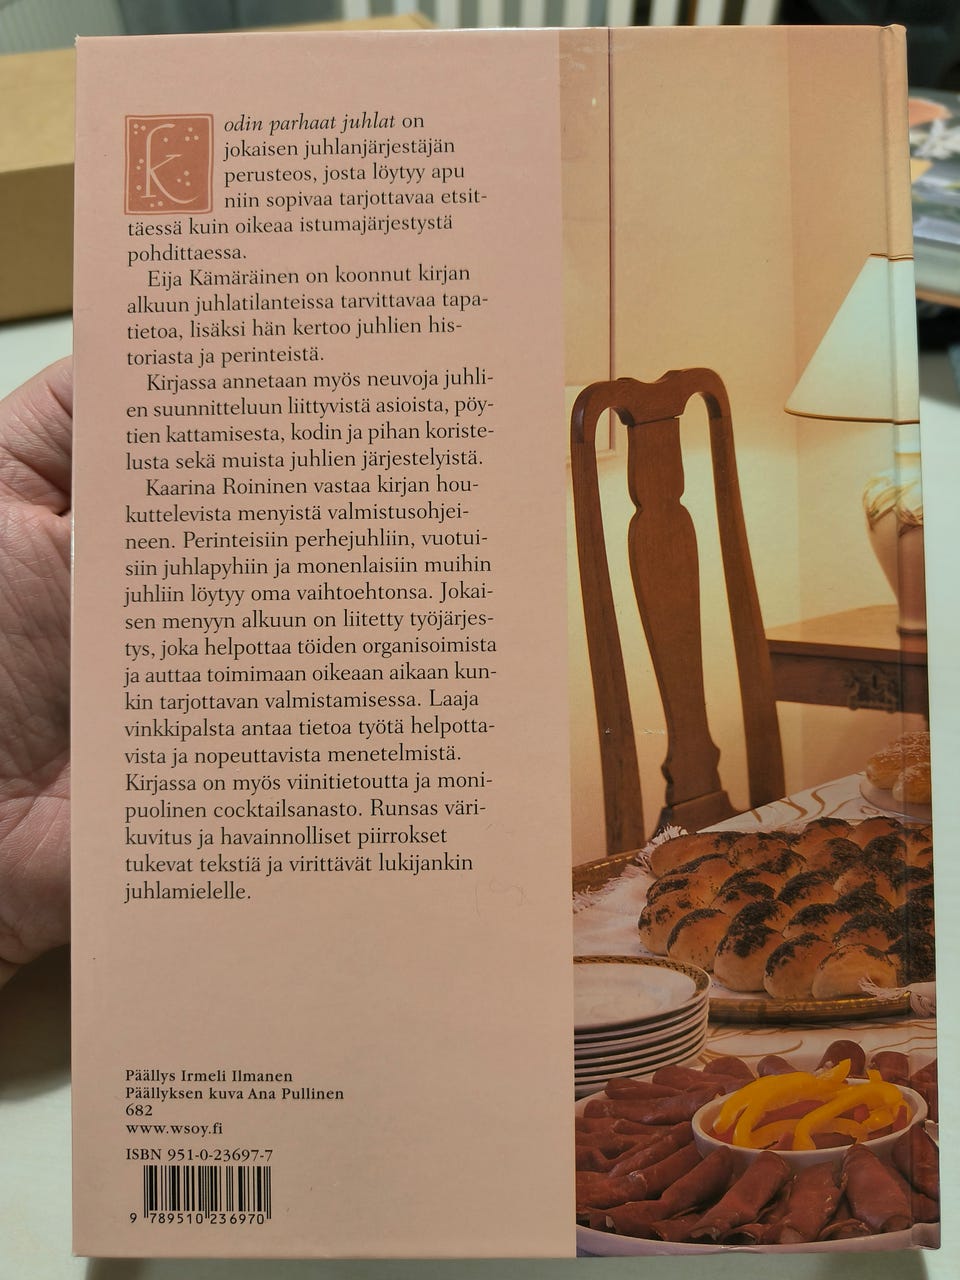 Kodin parhaat juhlat on
jokaisen juhlanjärjestäjän
perusteos, josta löytyy apu
niin sopivaa tarjottavaa etsit-
täessä kuin oikeaa istumajärjestystä
pohdittaessa.
Eija Kämäräinen on koonnut kirjan
alkuun juhlatilanteissa tarvittavaa tapa-
tietoa, lisäksi hän kertoo juhlien his-
toriasta ja perinteistä.
Kirjassa annetaan myös neuvoja juhli-
en suunnitteluun liittyvistä asioista, pöy-
tien kattamisesta, kodin ja pihan koriste-
lusta sekä muista juhlien järjestelyistä.
Kaarina Roininen vastaa kirjan hou-
kuttelevista menyistä valmistusohjei-
neen. Perinteisiin perhejuhliin, vuotui-
siin juhlapyhiin ja monenlaisiin muihin
juhliin löytyy oma vaihtoehtonsa. Jokai-
sen menyyn alkuun on liitetty työjärjes-
tys, joka helpottaa töiden organisoimista
ja auttaa toimimaan oikeaan aikaan kun-
kin tarjottavan valmistamisessa. Laaja
vinkkipalsta antaa tietoa työtä helpotta-
vista ja nopeuttavista menetelmistä.
Kirjassa on myös viinitietoutta ja moni-
puolinen cocktailsanasto. Runsas väri-
kuvitus ja havainnolliset piirrokset
tukevat tekstiä ja virittävät lukijankin
juhlamielelle.
Päällys Irmeli Ilmanen
Päällyksen kuva Ana Pullinen
682
www.wsoy.fi
ISBN 951-0-23697-7
9 789510 236970